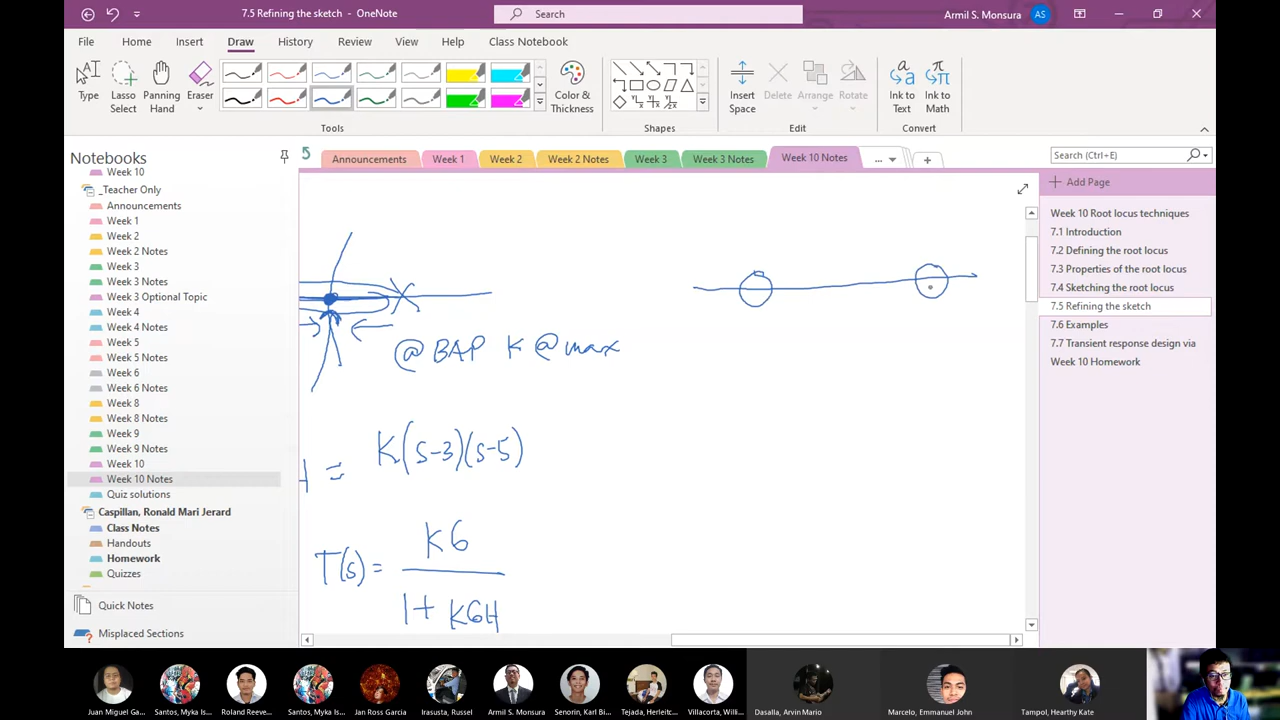 7.5 Refining the sketch - OneNote
Search
Armil S. Monsura
AS
File
Home
Insert
Draw
History
Review
View
Help
Class Notebook
Type
Lasso Select
Panning Hand
Eraser
Color & Thickness
Insert Space
Delete
Arrange
Rotate
Ink to Text
Ink to Math
Tools
Shapes
Edit
Convert
Notebooks
Announcements
Week 1
Week 2
Week 2 Notes
Week 3
Week 3 Notes
Week 10 Notes
...
Search (Ctrl+E)
Week 10
_Teacher Only
Announcements
Week 1
Week 2
Week 2 Notes
Week 3
Week 3 Notes
Week 3 Optional Topic
Week 4
Week 4 Notes
Week 5
Week 5 Notes
Week 6
Week 6 Notes
Week 8
Week 8 Notes
Week 9
Week 9 Notes
Week 10
Week 10 Notes
Quiz solutions
Caspillan, Ronald Mari Jerard
Class Notes
Handouts
Homework
Quizzes
Quick Notes
Misplaced Sections
@ BAP K @ max
= K(s-3)(s-5)
T(s) = KG
1 + KGH
Add Page
Week 10 Root locus techniques
7.1 Introduction
7.2 Defining the root locus
7.3 Properties of the root locus
7.4 Sketching the root locus
7.5 Refining the sketch
7.6 Examples
7.7 Transient response design via
Week 10 Homework
Juan Miguel Ga...
Santos, Myka Is...
Roland Reeve...
Santos, Myka Is...
Jan Ross Garcia
Irasusta, Russel
Armil S. Monsura
Senorin, Karl Bi...
Tejada, Herleitc...
Villacorta, Willi...
Dasalla, Arvin Mario
Marcelo, Emmanuel John
Tampol, Hearthy Kate